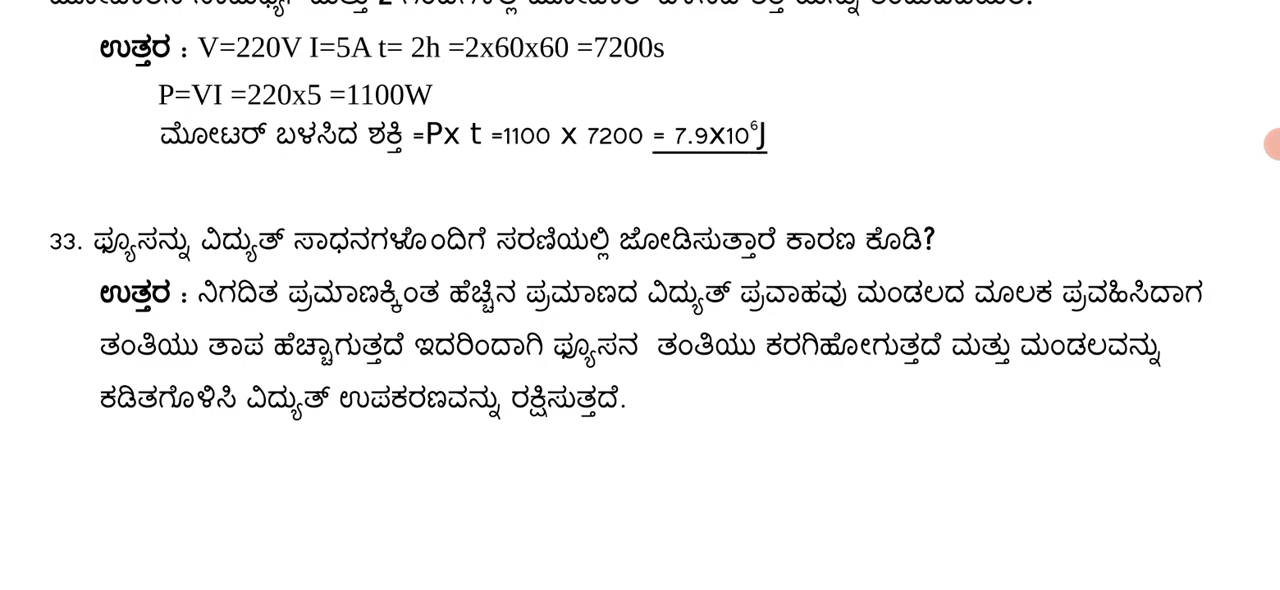 ಉತ್ತರ : V=220V I=5A t= 2h =2x60x60 =7200s
P=VI =220x5 =1100W
ಮೋಟರ್ ಬಳಸಿದ ಶಕ್ತಿ =Px t =1100 x 7200 = 7.9X10⁶J
33. ಫ್ಯೂಸನ್ನು ವಿದ್ಯುತ್ ಸಾಧನಗಳೊಂದಿಗೆ ಸರಣಿಯಲ್ಲಿ ಜೋಡಿಸುತ್ತಾರೆ ಕಾರಣ ಕೊಡಿ?
ಉತ್ತರ : ನಿಗದಿತ ಪ್ರಮಾಣಕ್ಕಿಂತ ಹೆಚ್ಚಿನ ಪ್ರಮಾಣದ ವಿದ್ಯುತ್ ಪ್ರವಾಹವು ಮಂಡಲದ ಮೂಲಕ ಪ್ರವಹಿಸಿದಾಗ
ತಂತಿಯು ತಾಪ ಹೆಚ್ಚಾಗುತ್ತದೆ ಇದರಿಂದಾಗಿ ಫ್ಯೂಸನ ತಂತಿಯು ಕರಗಿಹೋಗುತ್ತದೆ ಮತ್ತು ಮಂಡಲವನ್ನು
ಕಡಿತಗೊಳಿಸಿ ವಿದ್ಯುತ್ ಉಪಕರಣವನ್ನು ರಕ್ಷಿಸುತ್ತದೆ.